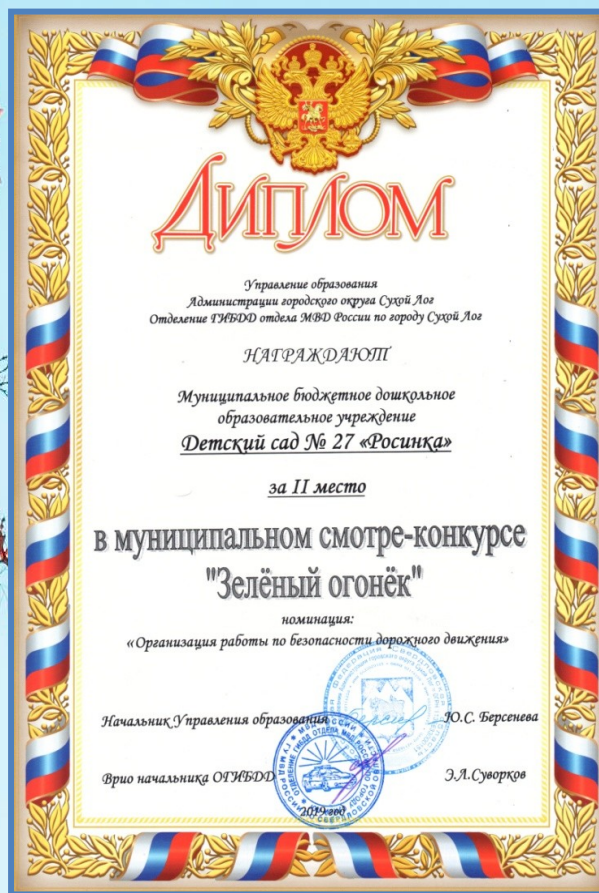 ДИПЛОМ
Управление образования
Администрации городского округа Сухой Лог
Отделение ГИБДД отдела МВД России по городу Сухой Лог
НАГРАЖДАЮТ
Муниципальное бюджетное дошкольное
образовательное учреждение
Детский сад № 27 «Росинка»
за II место
в муниципальном смотре-конкурсе
"Зелёный огонёк"
номинация:
«Организация работы по безопасности дорожного движения»
Начальник Управления образования Ю.С. Берсенева
Врио начальника ОГИБДД Э.Л.Суворков
2019 год